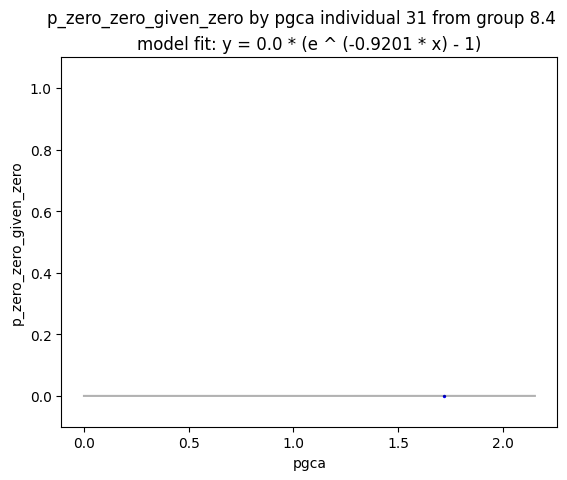 p_zero_zero_given_zero by pgca individual 31 from group 8.4
model fit: y = 0.0 * (e ^ (-0.9201 * x) - 1)
p_zero_zero_given_zero
1.0
0.8
0.6
0.4
0.2
0.0
0.0 0.5 1.0 1.5 2.0
pgca